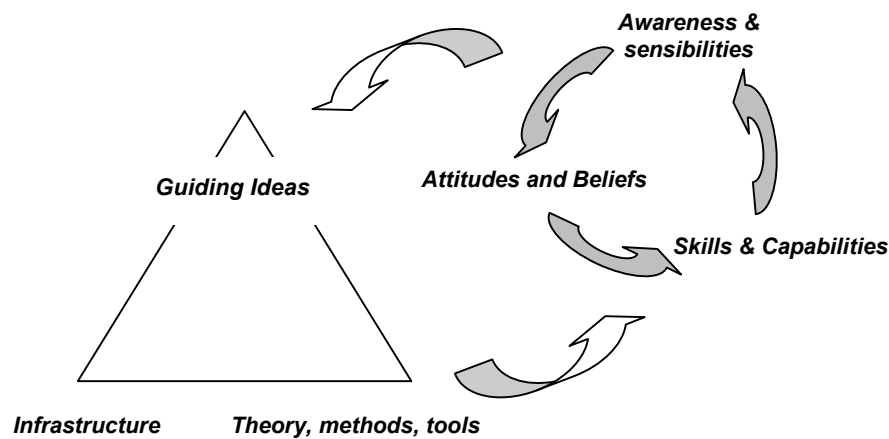 Awareness &
sensibilities
Guiding Ideas
Attitudes and Beliefs
Skills & Capabilities
Infrastructure
Theory, methods, tools